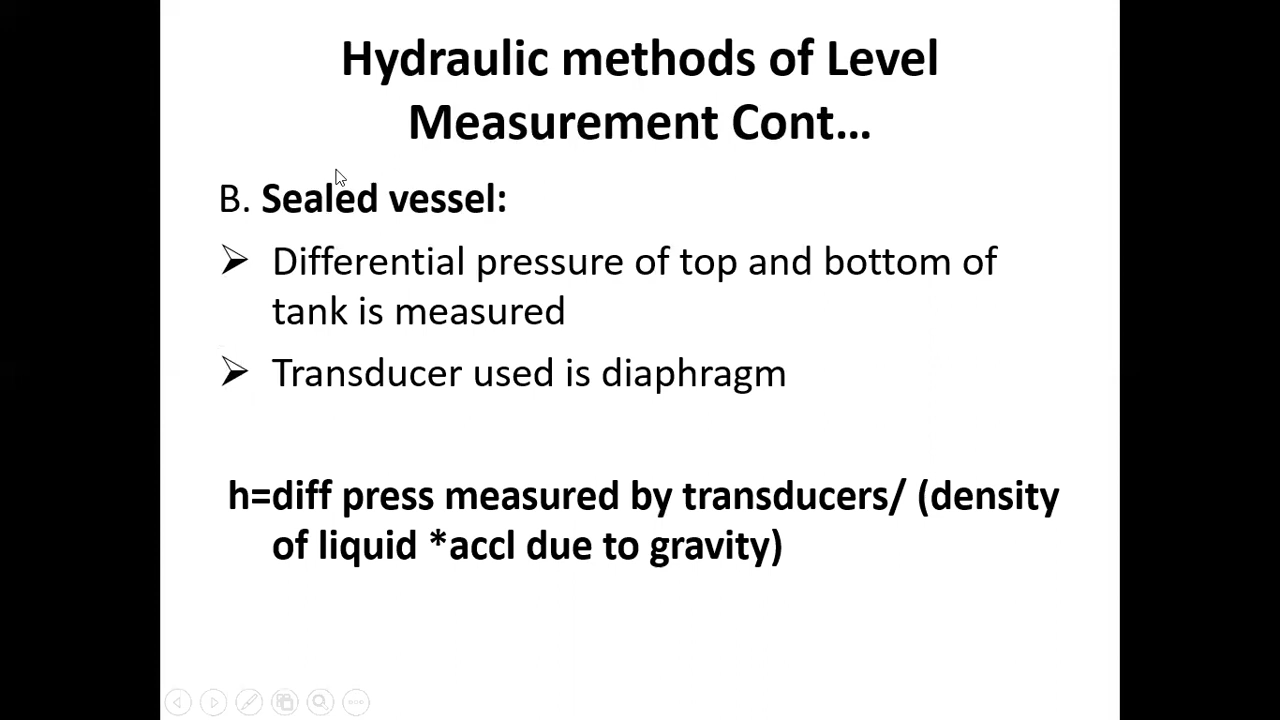 Hydraulic methods of Level
Measurement Cont...
B. Sealed vessel:
➢ Differential pressure of top and bottom of
tank is measured
➢ Transducer used is diaphragm
h=diff press measured by transducers/ (density
of liquid *accl due to gravity)